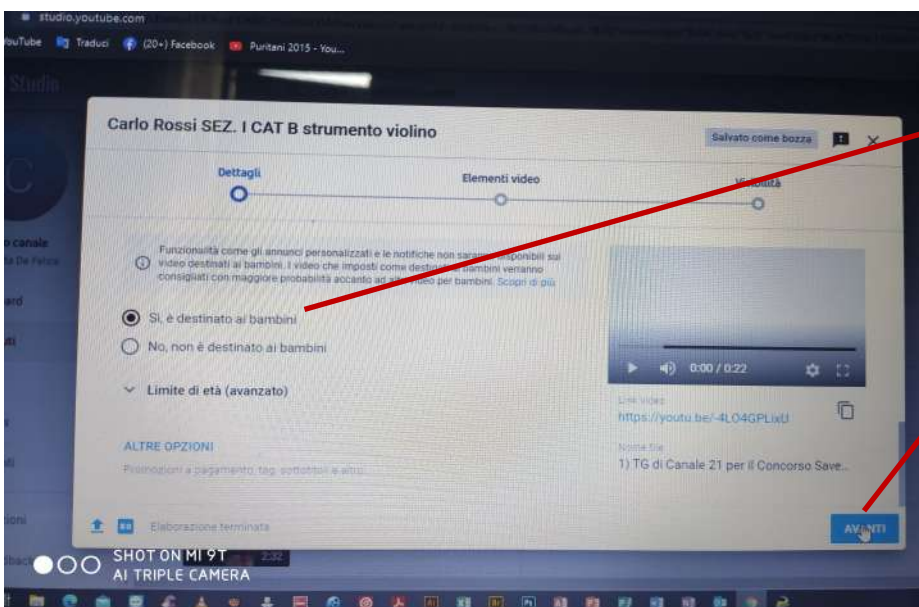 studio.youtube.com
YouTube Traduci (20+) Facebook Puritani 2015 - You...
Studio
Carlo Rossi SEZ. I CAT B strumento violino
Salvato come bozza
Dettagli
Elementi video
Visibilità
Funzionalità come gli annunci personalizzati e le notifiche non saranno disponibili sui
video destinati ai bambini. I video che imposti come destinati ai bambini verranno
consigliati con maggiore probabilità accanto ad altri video per bambini. Scopri di più
Sì, è destinato ai bambini
No, non è destinato ai bambini
Limite di età (avanzato)
ALTRE OPZIONI
Promozioni a pagamento, tag, sottotitoli e altro
0:00 / 0:22
Link video
https://youtu.be/-4LO4GPLixU
Nome file
1) TG di Canale 21 per il Concorso Save...
Elaborazione terminata
AVANTI
2:32
SHOT ON MI 9T
AI TRIPLE CAMERA